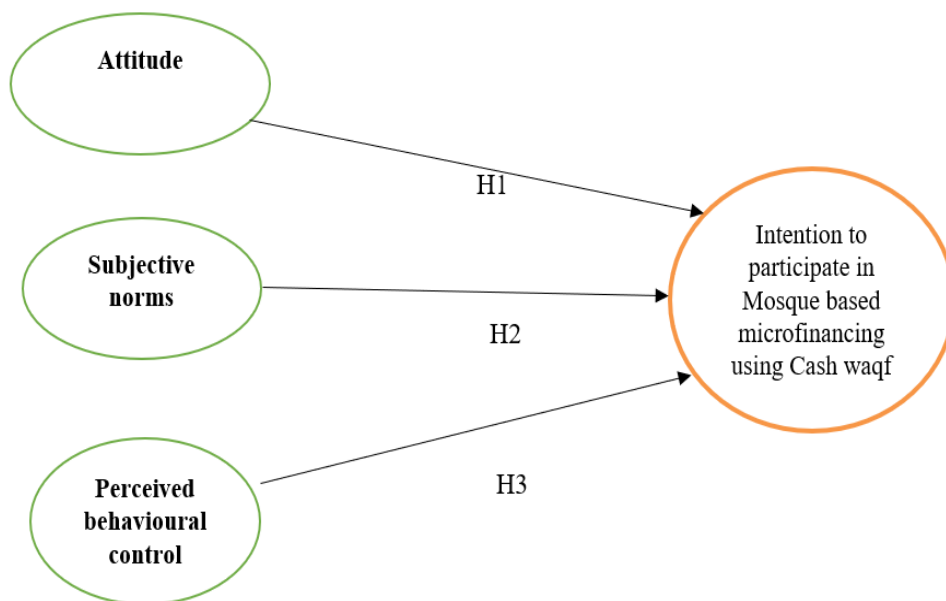 Attitude
H1
Subjective
norms
H2
Perceived
behavioural
control
H3
Intention to
participate in
Mosque based
microfinancing
using Cash waqf